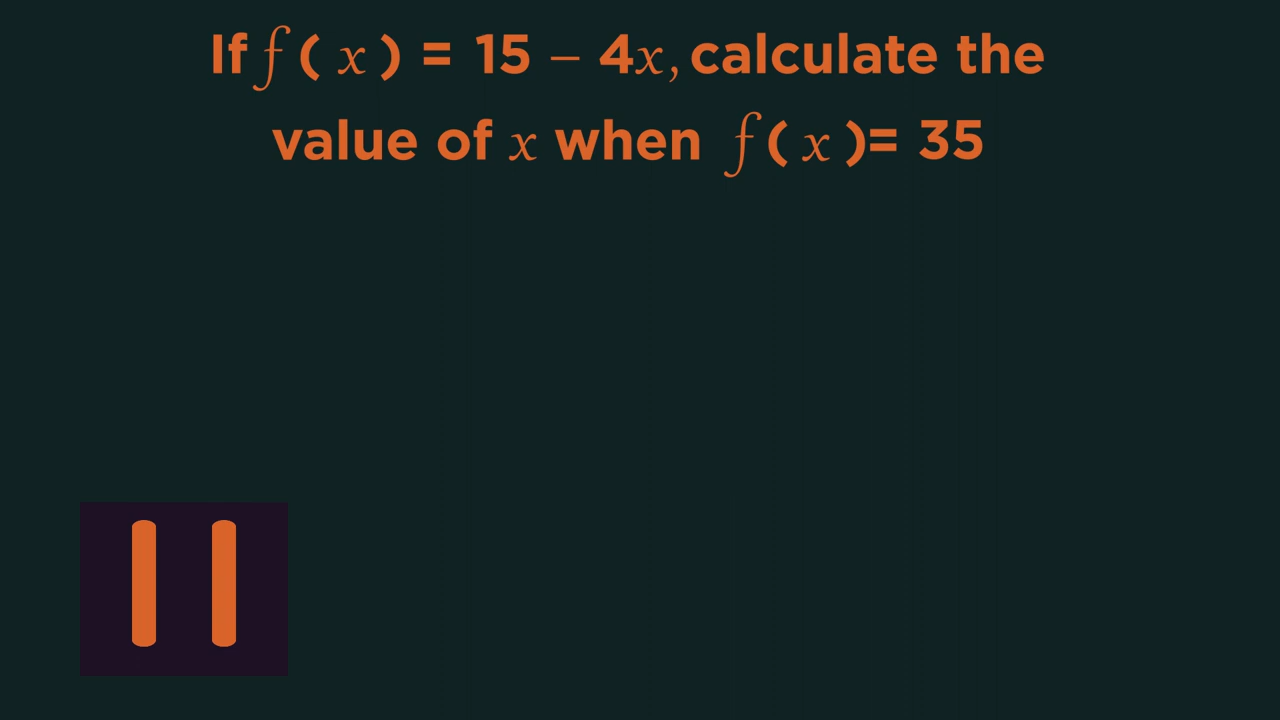 If f ( x ) = 15 – 4x, calculate the
value of x when f ( x )= 35